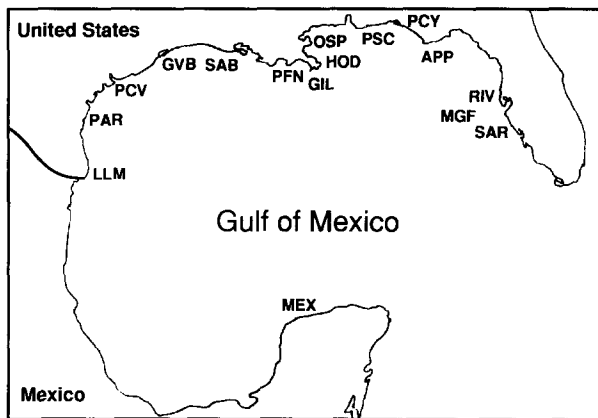 United States
PCY
OSP
PSC
APP
GVB
SAB
HOD
PFN
GIL
PCV
RIV
MGF
PAR
SAR
LLM
Gulf of Mexico
MEX
Mexico